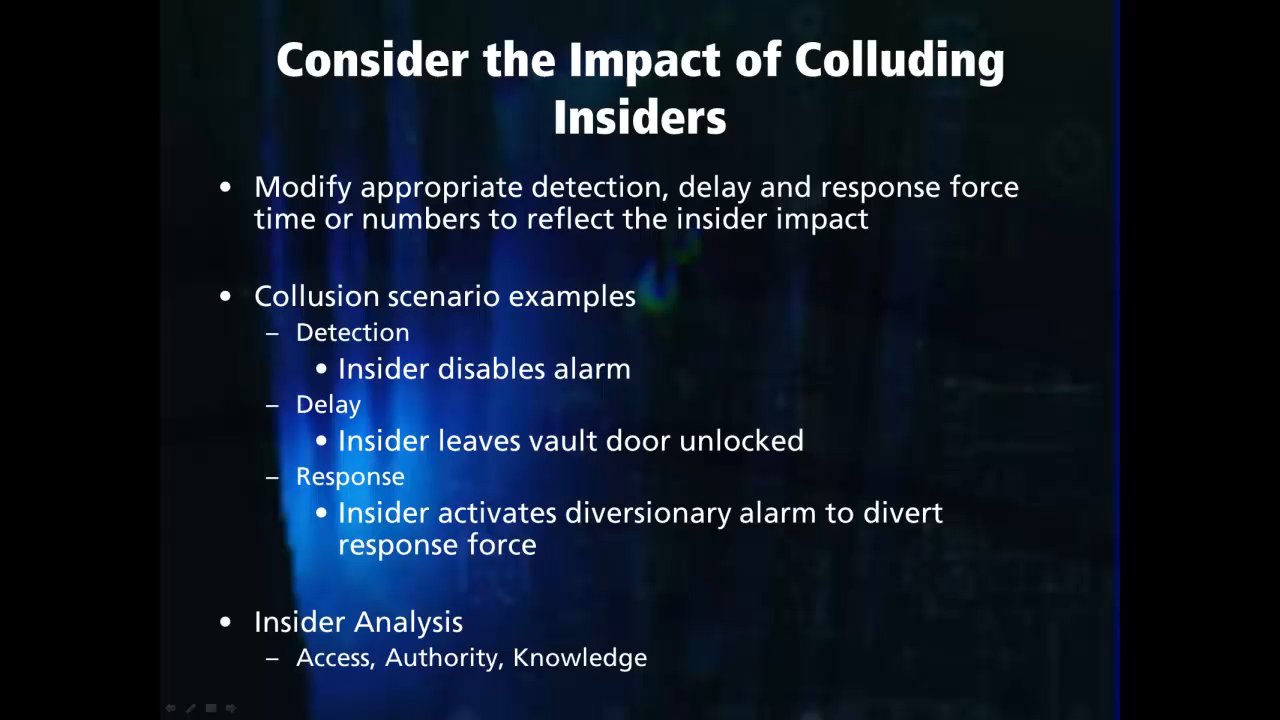 Consider the Impact of Colluding
Insiders
• Modify appropriate detection, delay and response force
time or numbers to reflect the insider impact
• Collusion scenario examples
– Detection
• Insider disables alarm
– Delay
• Insider leaves vault door unlocked
– Response
• Insider activates diversionary alarm to divert
response force
• Insider Analysis
– Access, Authority, Knowledge